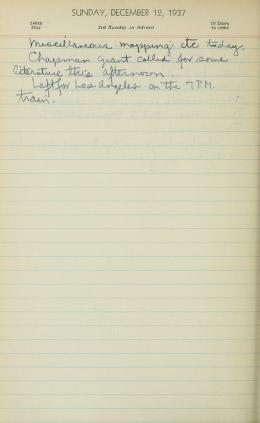 SUNDAY, DECEMBER 12, 1937
346th Day
3rd Sunday in Advent
19 Days to come
Miscellaneous mapping etc today.
Chapman Grant called for some
literature this afternoon.
Left for Los Angeles on the 7 P.M.
train.